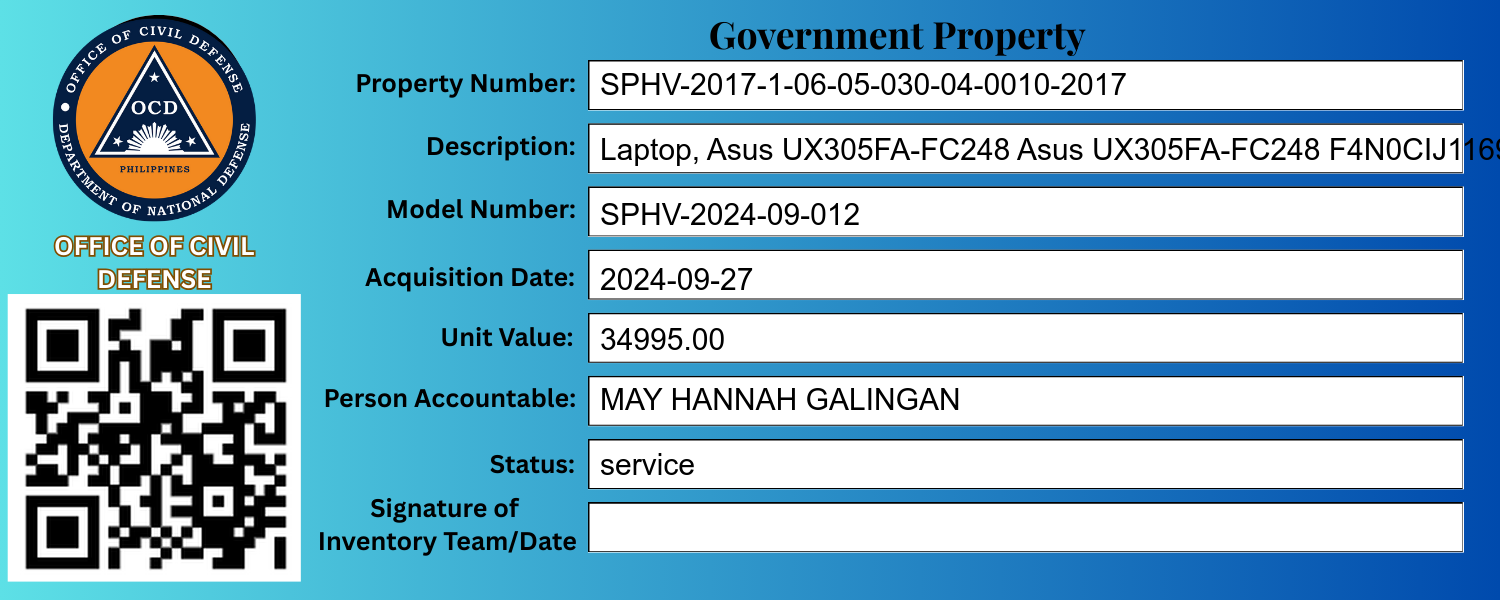 OFFICE OF CIVIL DEFENSE
OCD
PHILIPPINES
DEPARTMENT OF NATIONAL DEFENSE
OFFICE OF CIVIL
DEFENSE
Government Property
Property Number: SPHV-2017-1-06-05-030-04-0010-2017
Description: Laptop, Asus UX305FA-FC248 Asus UX305FA-FC248 F4N0CIJ1169
Model Number: SPHV-2024-09-012
Acquisition Date: 2024-09-27
Unit Value: 34995.00
Person Accountable: MAY HANNAH GALINGAN
Status: service
Signature of
Inventory Team/Date